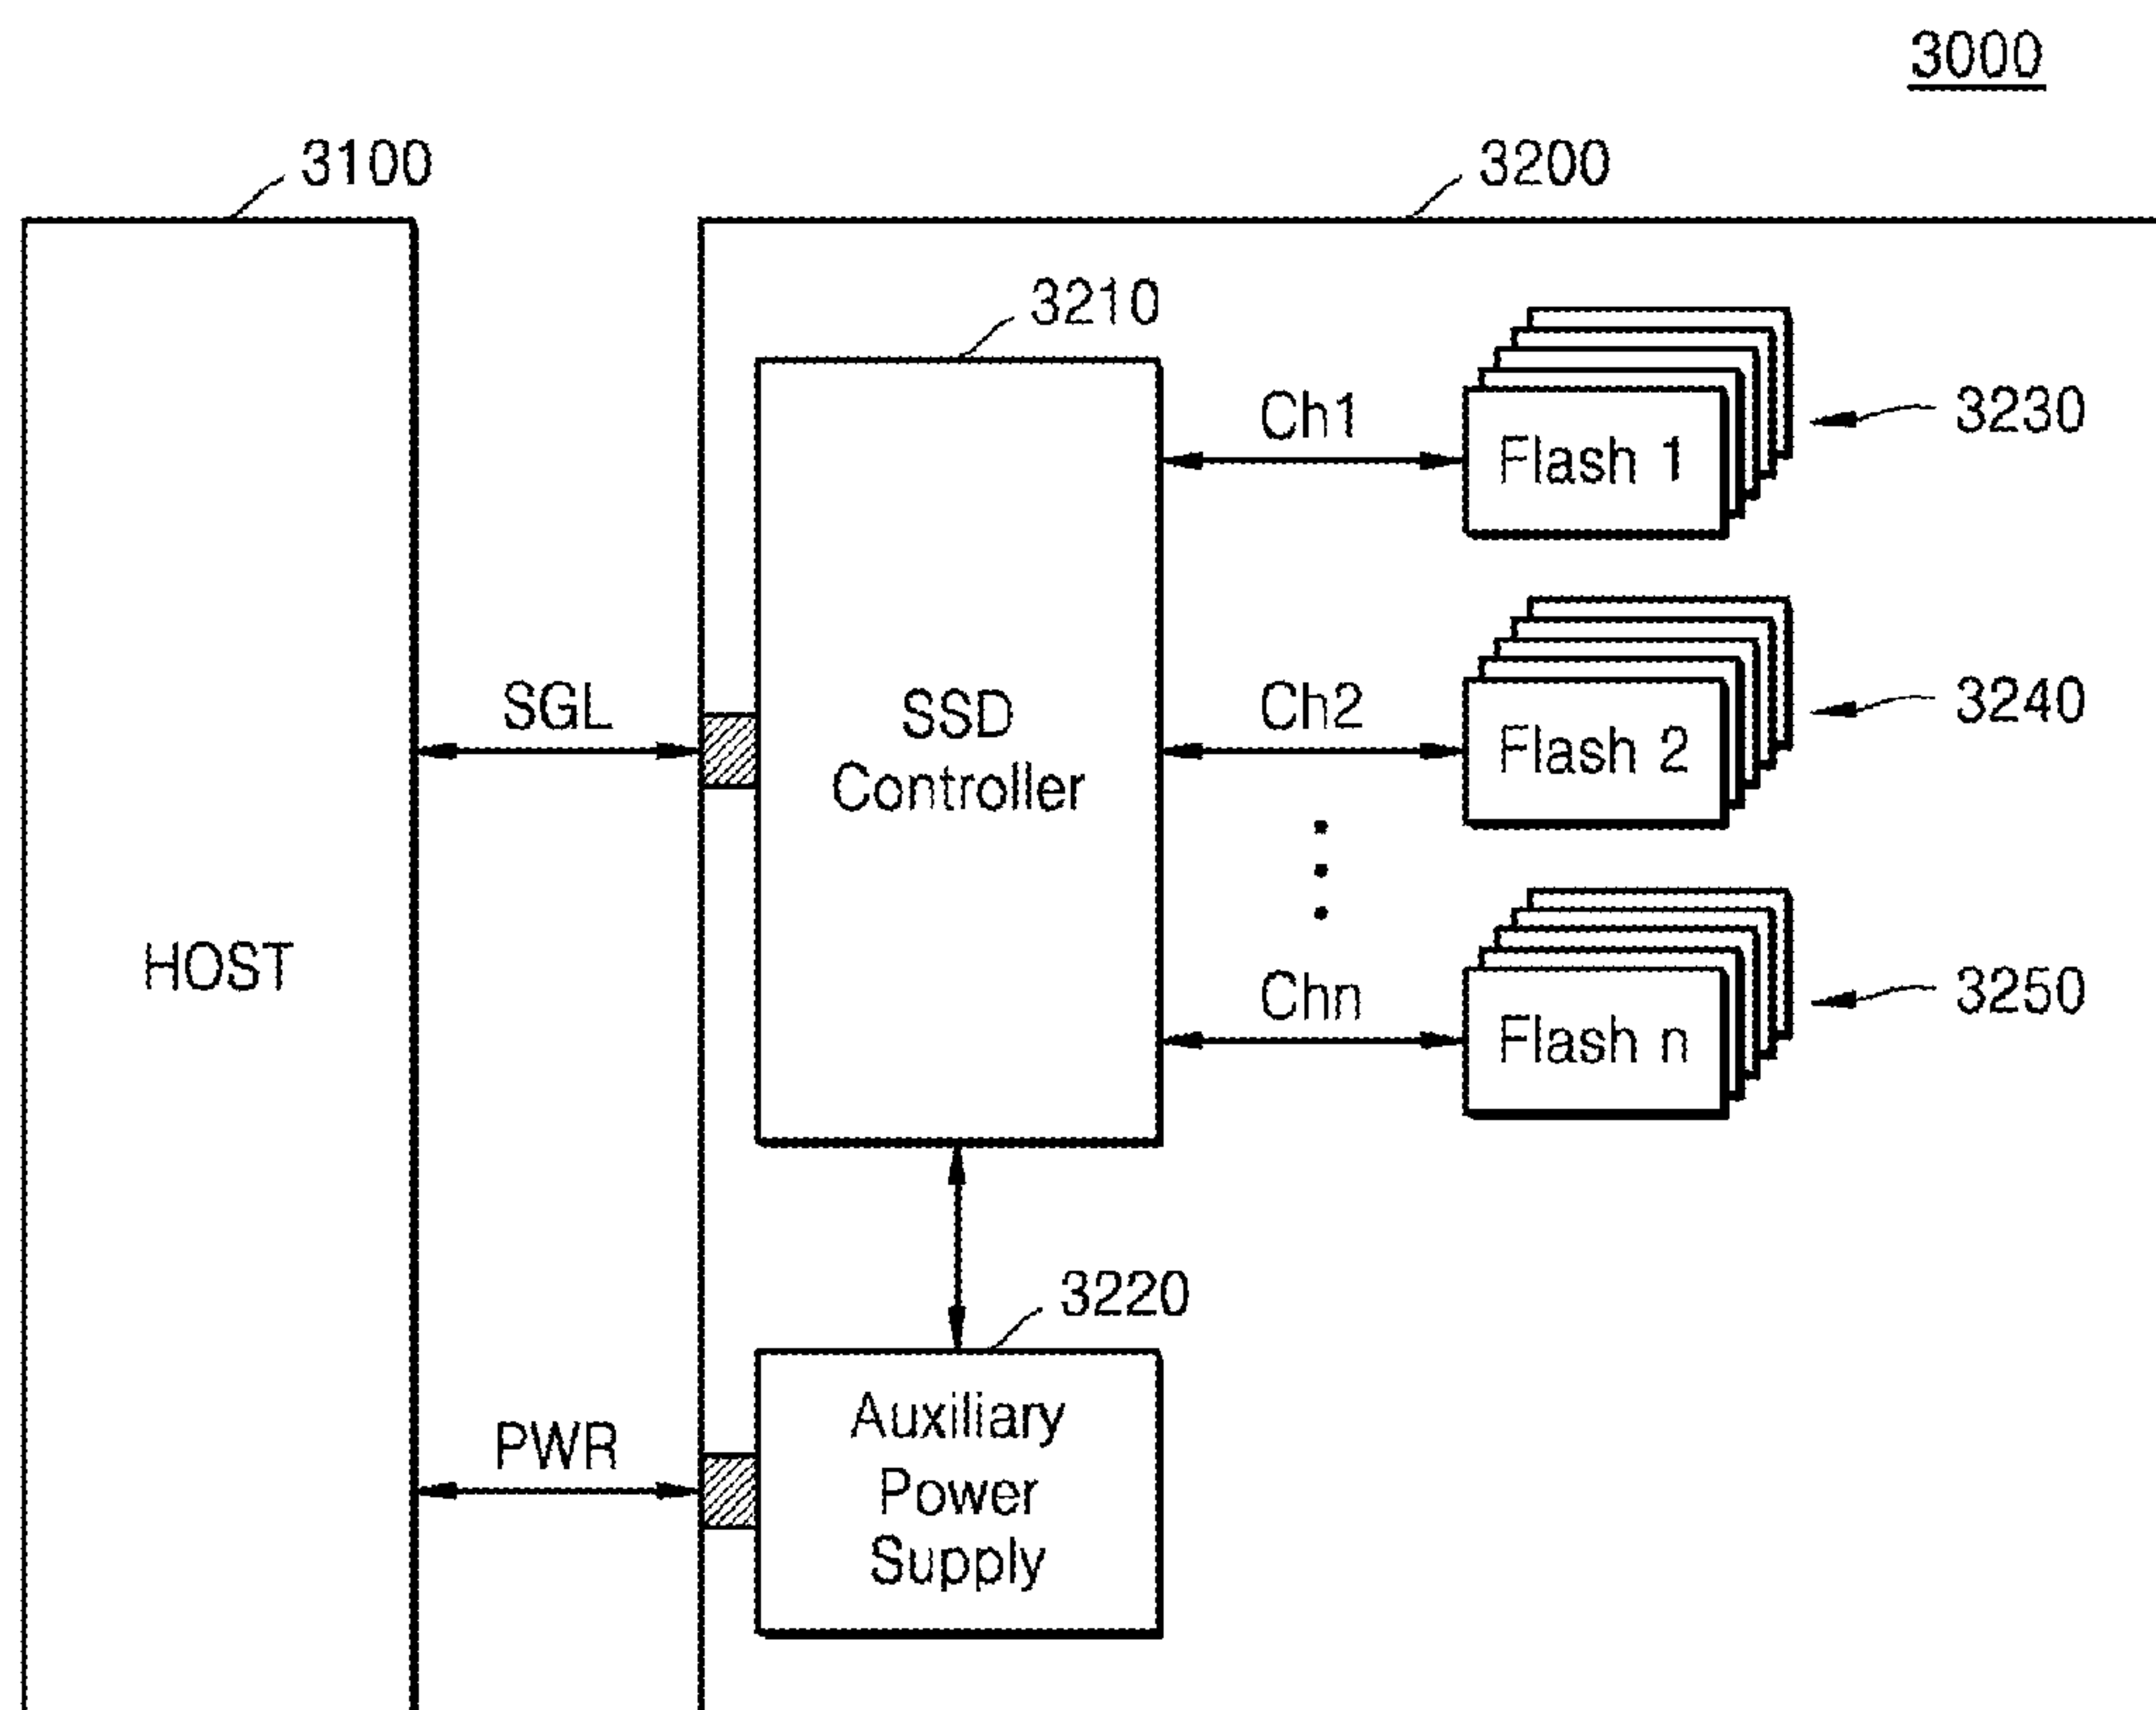 3000
3100
3200
3210
Ch1
Flash 1
3230
SGL
SSD
Controller
Ch2
Flash 2
3240
HOST
Chn
Flash n
3250
3220
PWR
Auxiliary
Power
Supply